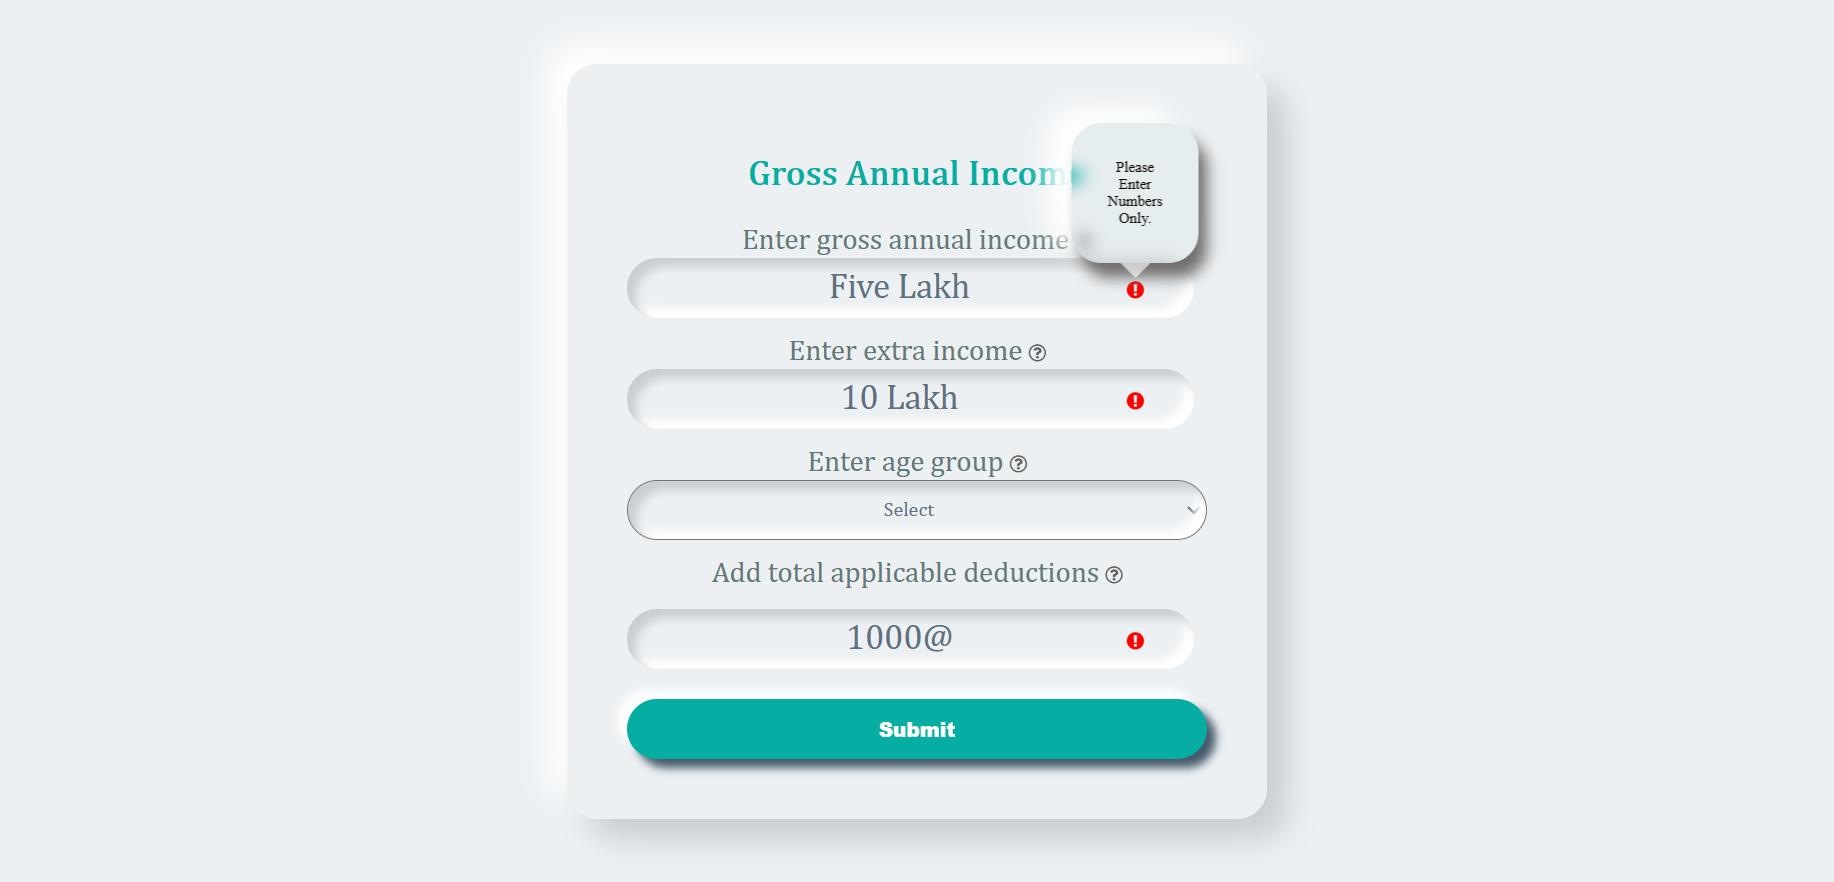 Gross Annual Incom
Please
Enter
Numbers
Only.
Enter gross annual income
Five Lakh
Enter extra income
10 Lakh
Enter age group
Select
Add total applicable deductions
1000@
Submit